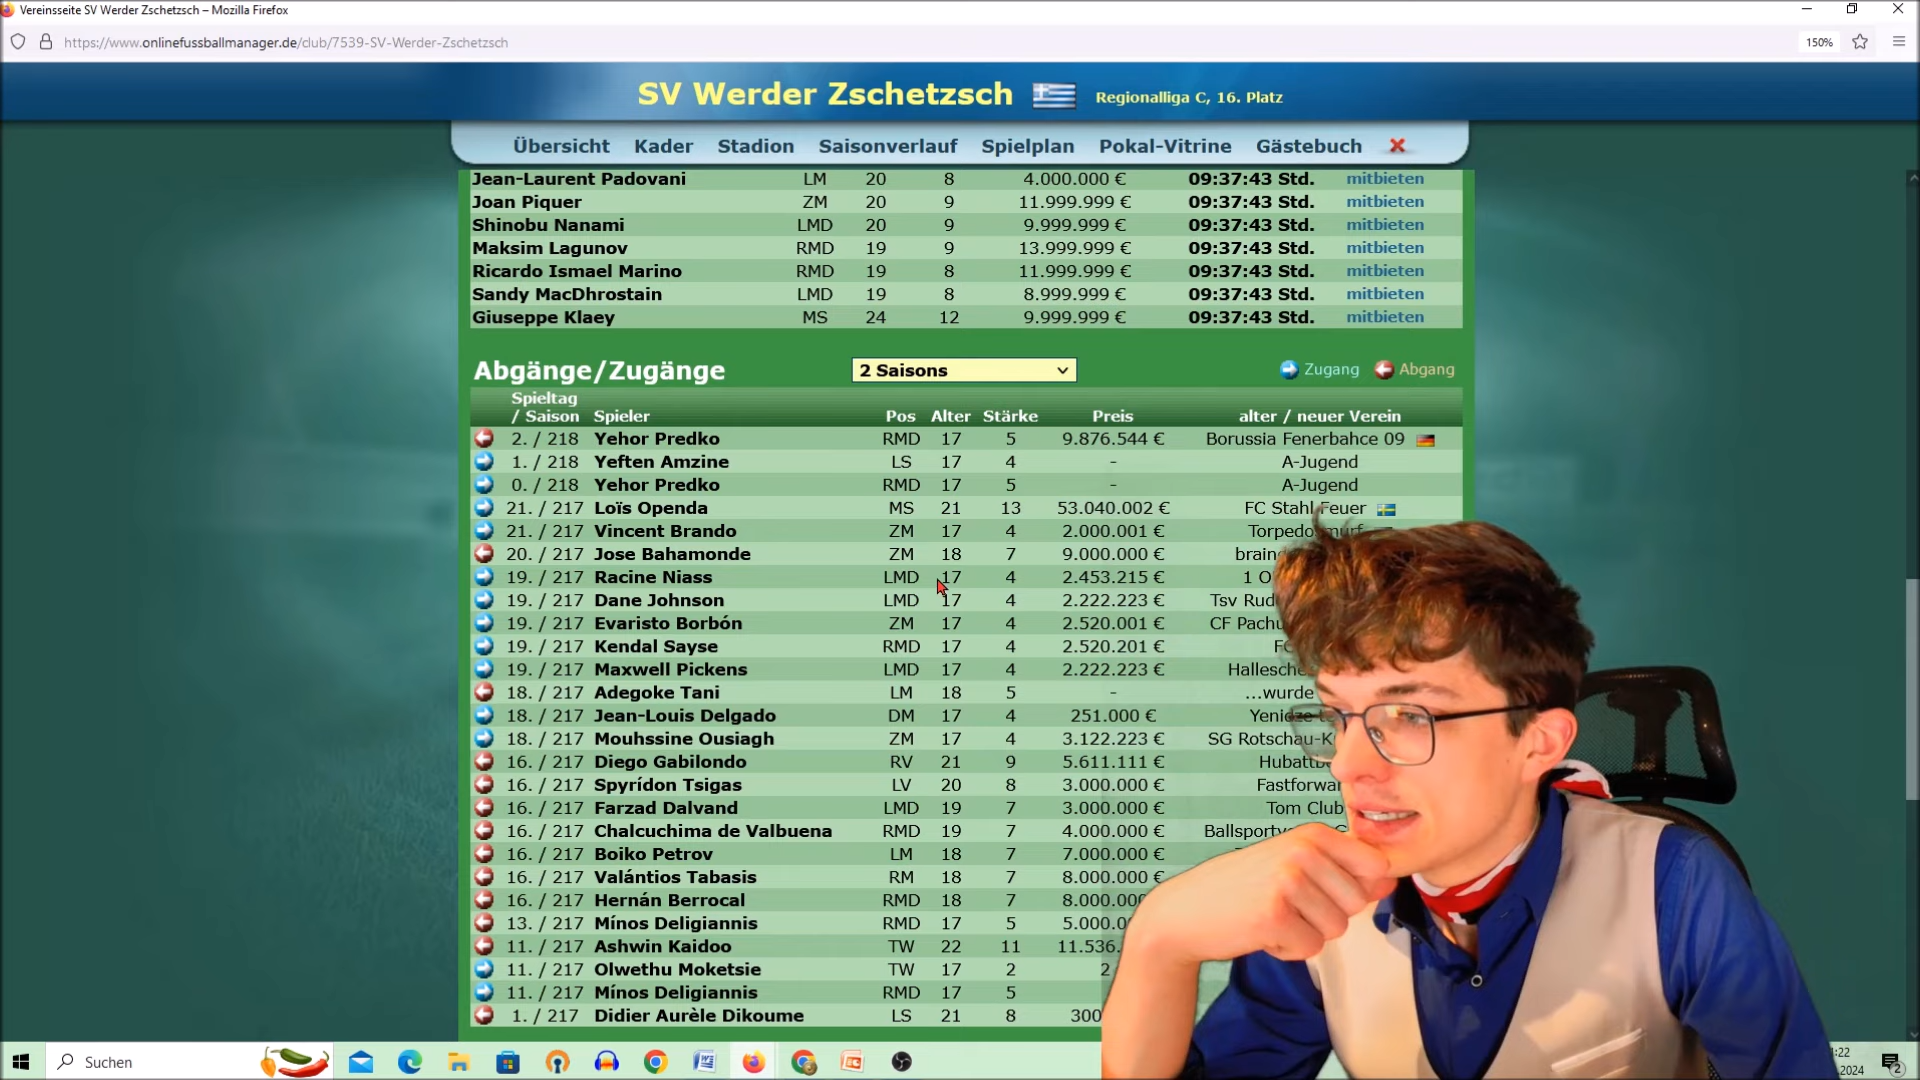 Vereinsseite SV Werder Zschetzsch – Mozilla Firefox
https://www.onlinefussballmanager.de/club/7539-SV-Werder-Zschetzsch 150%
SV Werder Zschetzsch Regionalliga C, 16. Platz
Übersicht Kader Stadion Saisonverlauf Spielplan Pokal-Vitrine Gästebuch
Jean-Laurent Padovani LM 20 8 4.000.000 € 09:37:43 Std. mitbieten
Joan Piquer ZM 20 9 11.999.999 € 09:37:43 Std. mitbieten
Shinobu Nanami LMD 20 9 9.999.999 € 09:37:43 Std. mitbieten
Maksim Lagunov RMD 19 9 13.999.999 € 09:37:43 Std. mitbieten
Ricardo Ismael Marino RMD 19 8 11.999.999 € 09:37:43 Std. mitbieten
Sandy MacDhrostain LMD 19 8 8.999.999 € 09:37:43 Std. mitbieten
Giuseppe Klaey MS 24 12 9.999.999 € 09:37:43 Std. mitbieten
Abgänge/Zugänge 2 Saisons Zugang Abgang
Spieltag
/ Saison Spieler Pos Alter Stärke Preis alter / neuer Verein
2. / 218 Yehor Predko RMD 17 5 9.876.544 € Borussia Fenerbahce 09
1. / 218 Yeften Amzine LS 17 4 - A-Jugend
0. / 218 Yehor Predko RMD 17 5 - A-Jugend
21. / 217 Loïs Openda MS 21 13 53.040.002 € FC Stahl Feuer
21. / 217 Vincent Brando ZM 17 4 2.000.001 €
20. / 217 Jose Bahamonde ZM 18 7 9.000.000 €
19. / 217 Racine Niass LMD 17 4 2.453.215 €
19. / 217 Dane Johnson LMD 17 4 2.222.223 € Tsv
19. / 217 Evaristo Borbón ZM 17 4 2.520.001 € CF
19. / 217 Kendal Sayse RMD 17 4 2.520.201 €
19. / 217 Maxwell Pickens LMD 17 4 2.222.223 €
18. / 217 Adegoke Tani LM 18 5 - ...wurde
18. / 217 Jean-Louis Delgado DM 17 4 251.000 €
18. / 217 Mouhssine Ousiagh ZM 17 4 3.122.223 € SG
16. / 217 Diego Gabilondo RV 21 9 5.611.111 €
16. / 217 Spyrídon Tsigas LV 20 8 3.000.000 €
16. / 217 Farzad Dalvand LMD 19 7 3.000.000 € Tom Club
16. / 217 Chalcuchima de Valbuena RMD 19 7 4.000.000 €
16. / 217 Boiko Petrov LM 18 7 7.000.000 €
16. / 217 Valántios Tabasis RM 18 7 8.000.000 €
16. / 217 Hernán Berrocal RMD 18 7
13. / 217 Mínos Deligiannis RMD 17 5
11. / 217 Ashwin Kaidoo TW 22 11
11. / 217 Olwethu Moketsie TW 17 2
11. / 217 Mínos Deligiannis RMD 17 5
1. / 217 Didier Aurèle Dikoume LS 21 8
Suchen